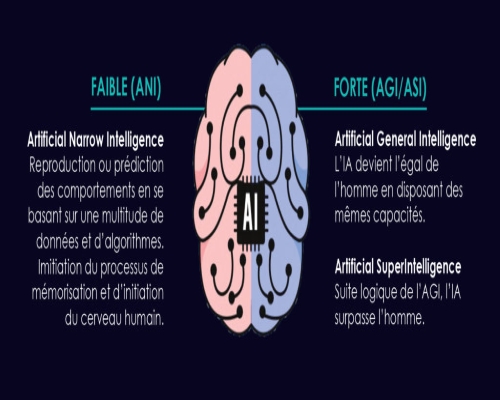 FAIBLE (ANI)
Artificial Narrow Intelligence
Reproduction ou prédiction
des comportements en se
basant sur une multitude de
données et d'algorithmes.
Imitiation du processus de
mémorisation et d'initiation
du cerveau humain.
AI
FORTE (AGI/ASI)
Artificial General Intelligence
L'IA devient l'égal de
l'homme en disposant des
mêmes capacités.
Artificial SuperIntelligence
Suite logique de l'AGI, l'IA
surpasse l'homme.